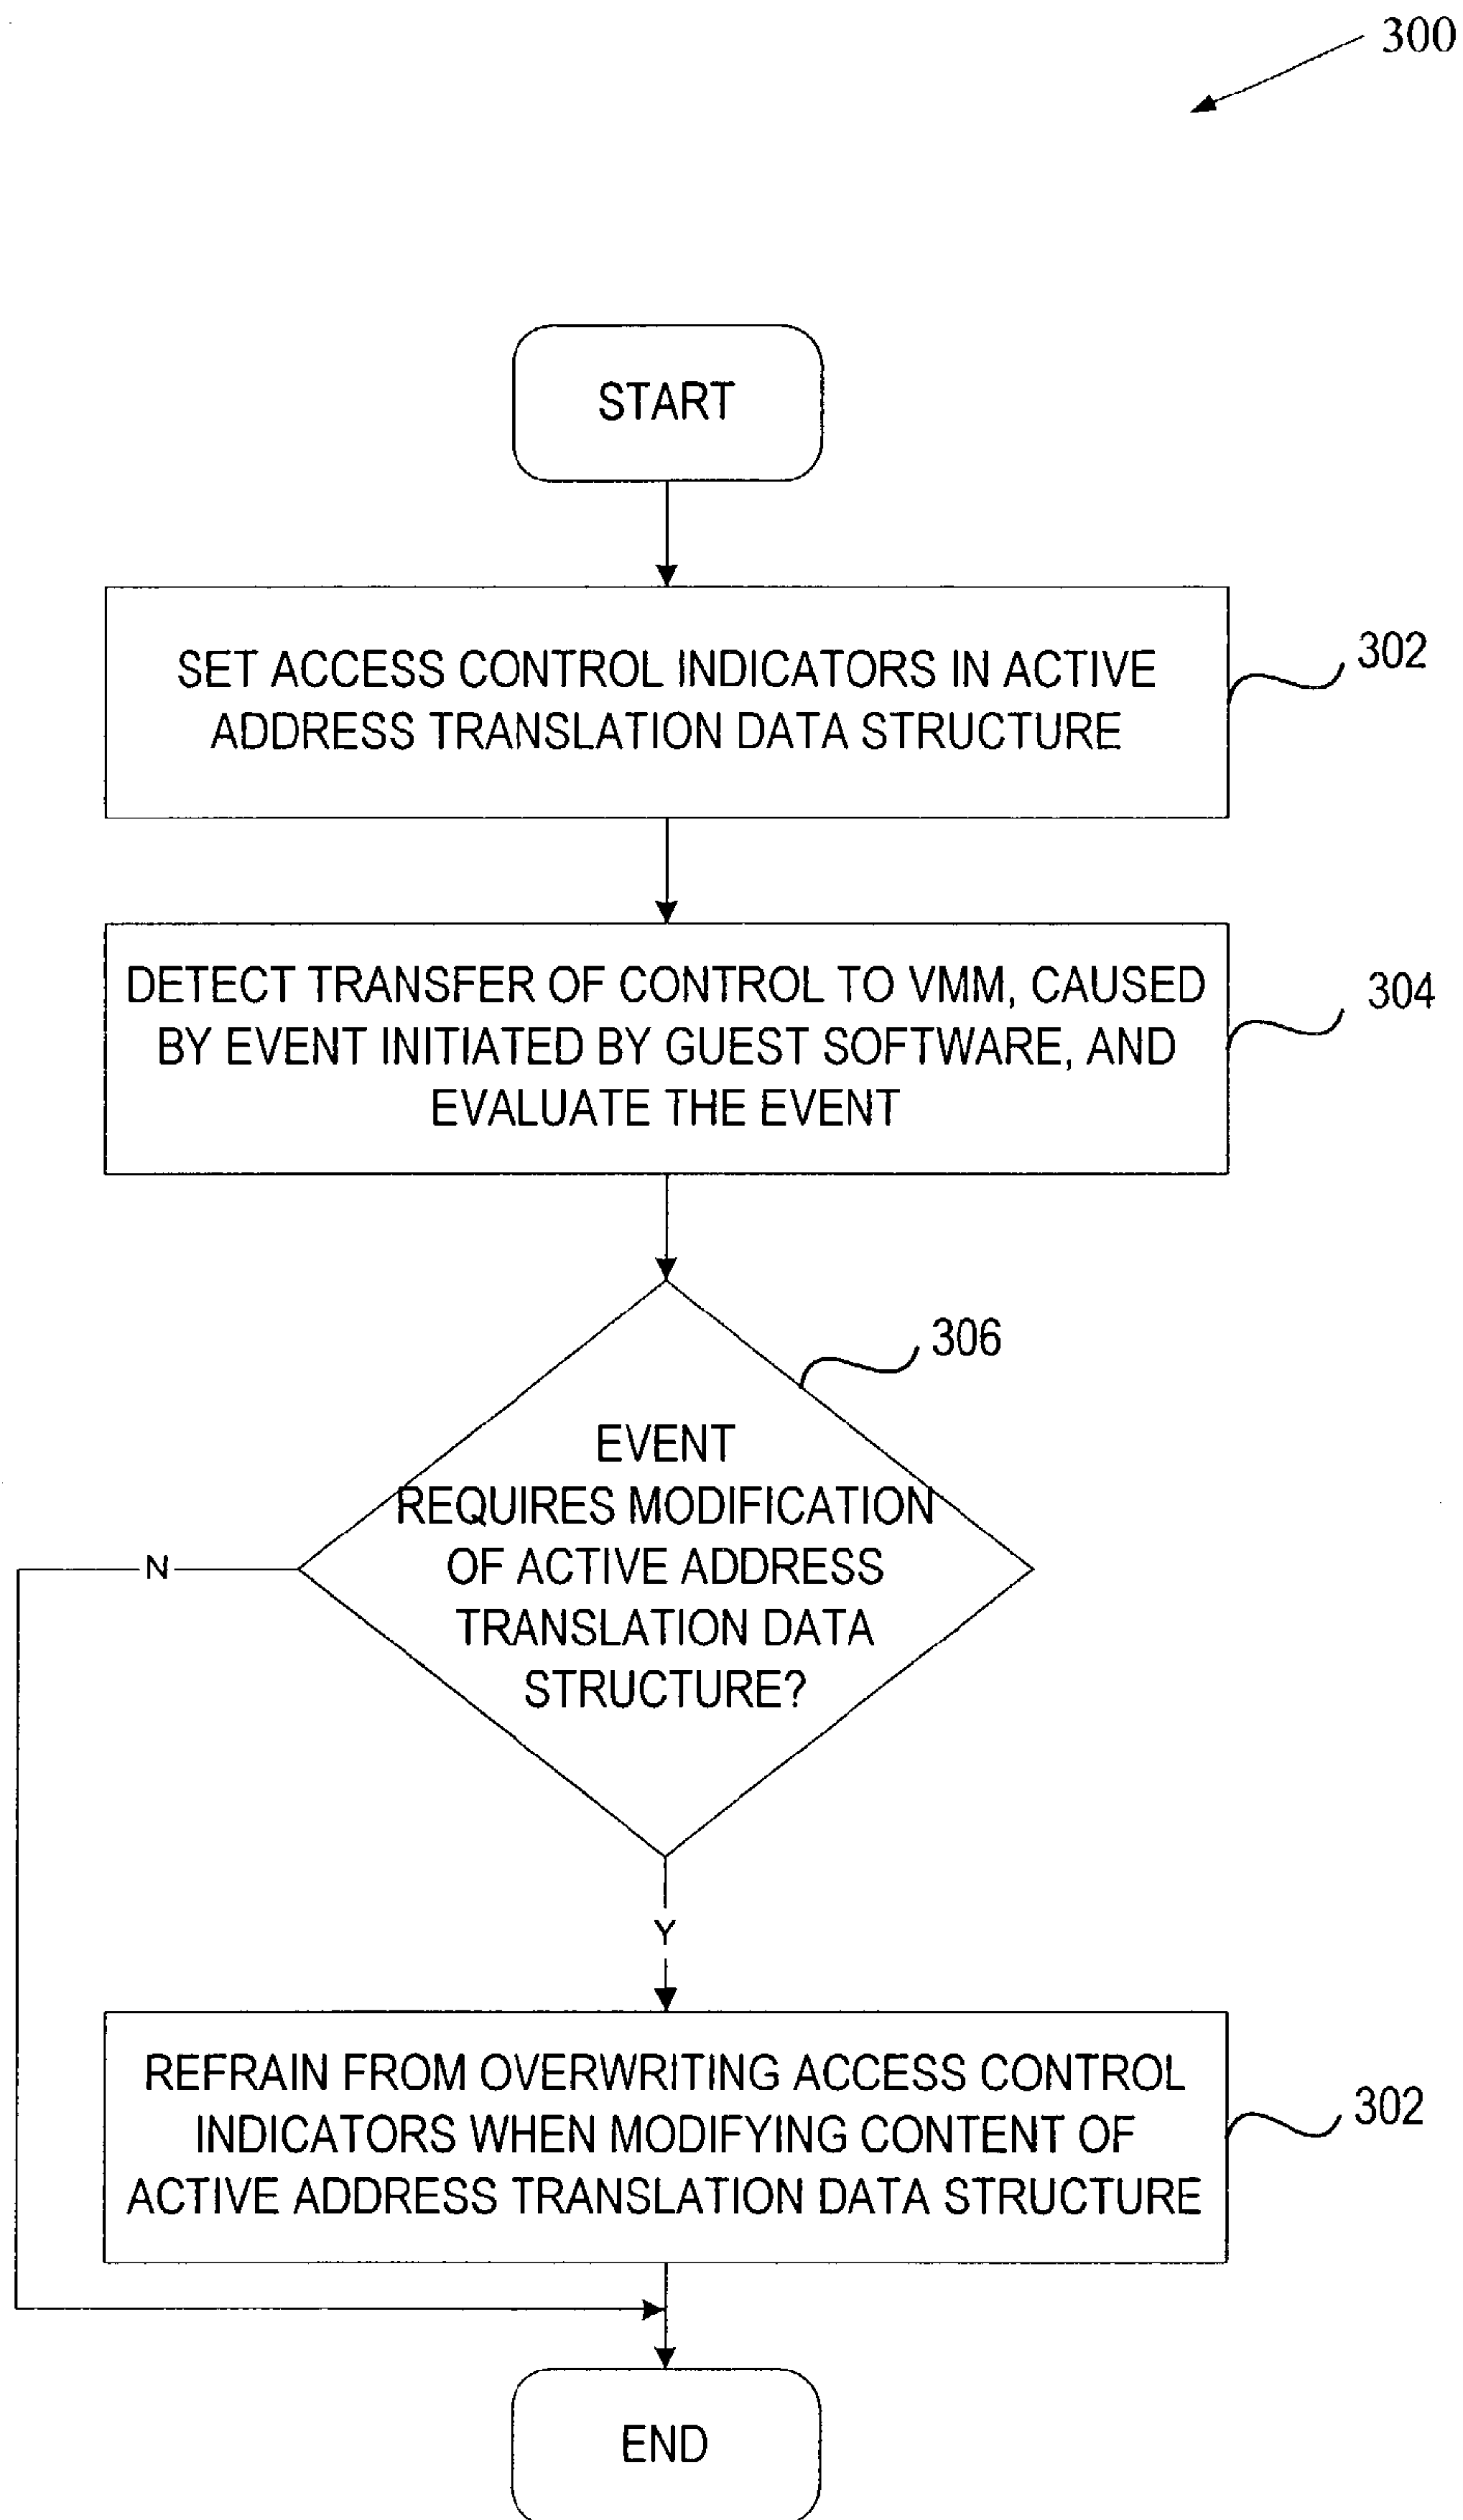 300
START
SET ACCESS CONTROL INDICATORS IN ACTIVE
ADDRESS TRANSLATION DATA STRUCTURE
302
DETECT TRANSFER OF CONTROL TO VMM, CAUSED
BY EVENT INITIATED BY GUEST SOFTWARE, AND
EVALUATE THE EVENT
304
306
EVENT
REQUIRES MODIFICATION
OF ACTIVE ADDRESS
TRANSLATION DATA
STRUCTURE?
N
Y
REFRAIN FROM OVERWRITING ACCESS CONTROL
INDICATORS WHEN MODIFYING CONTENT OF
ACTIVE ADDRESS TRANSLATION DATA STRUCTURE
302
END